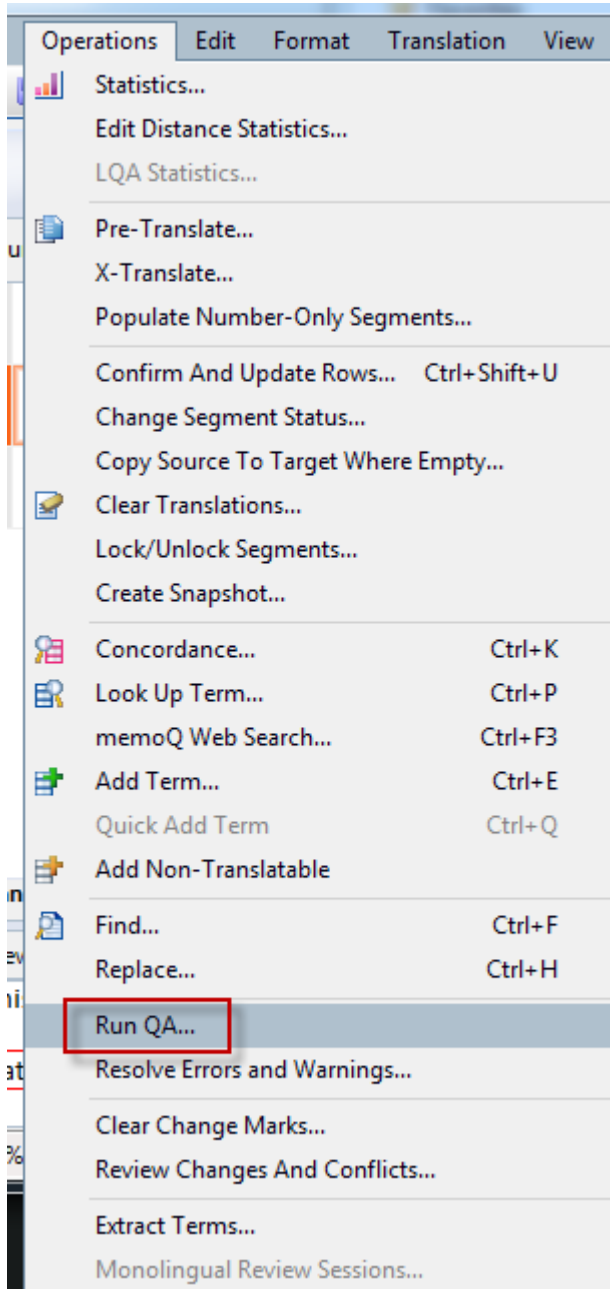 Operations Edit Format Translation View
Statistics...
Edit Distance Statistics...
LQA Statistics...
Pre-Translate...
X-Translate...
Populate Number-Only Segments...
Confirm And Update Rows... Ctrl+Shift+U
Change Segment Status...
Copy Source To Target Where Empty...
Clear Translations...
Lock/Unlock Segments...
Create Snapshot...
Concordance... Ctrl+K
Look Up Term... Ctrl+P
memoQ Web Search... Ctrl+F3
Add Term... Ctrl+E
Quick Add Term Ctrl+Q
Add Non-Translatable
Find... Ctrl+F
Replace... Ctrl+H
Run QA...
Resolve Errors and Warnings...
Clear Change Marks...
Review Changes And Conflicts...
Extract Terms...
Monolingual Review Sessions...